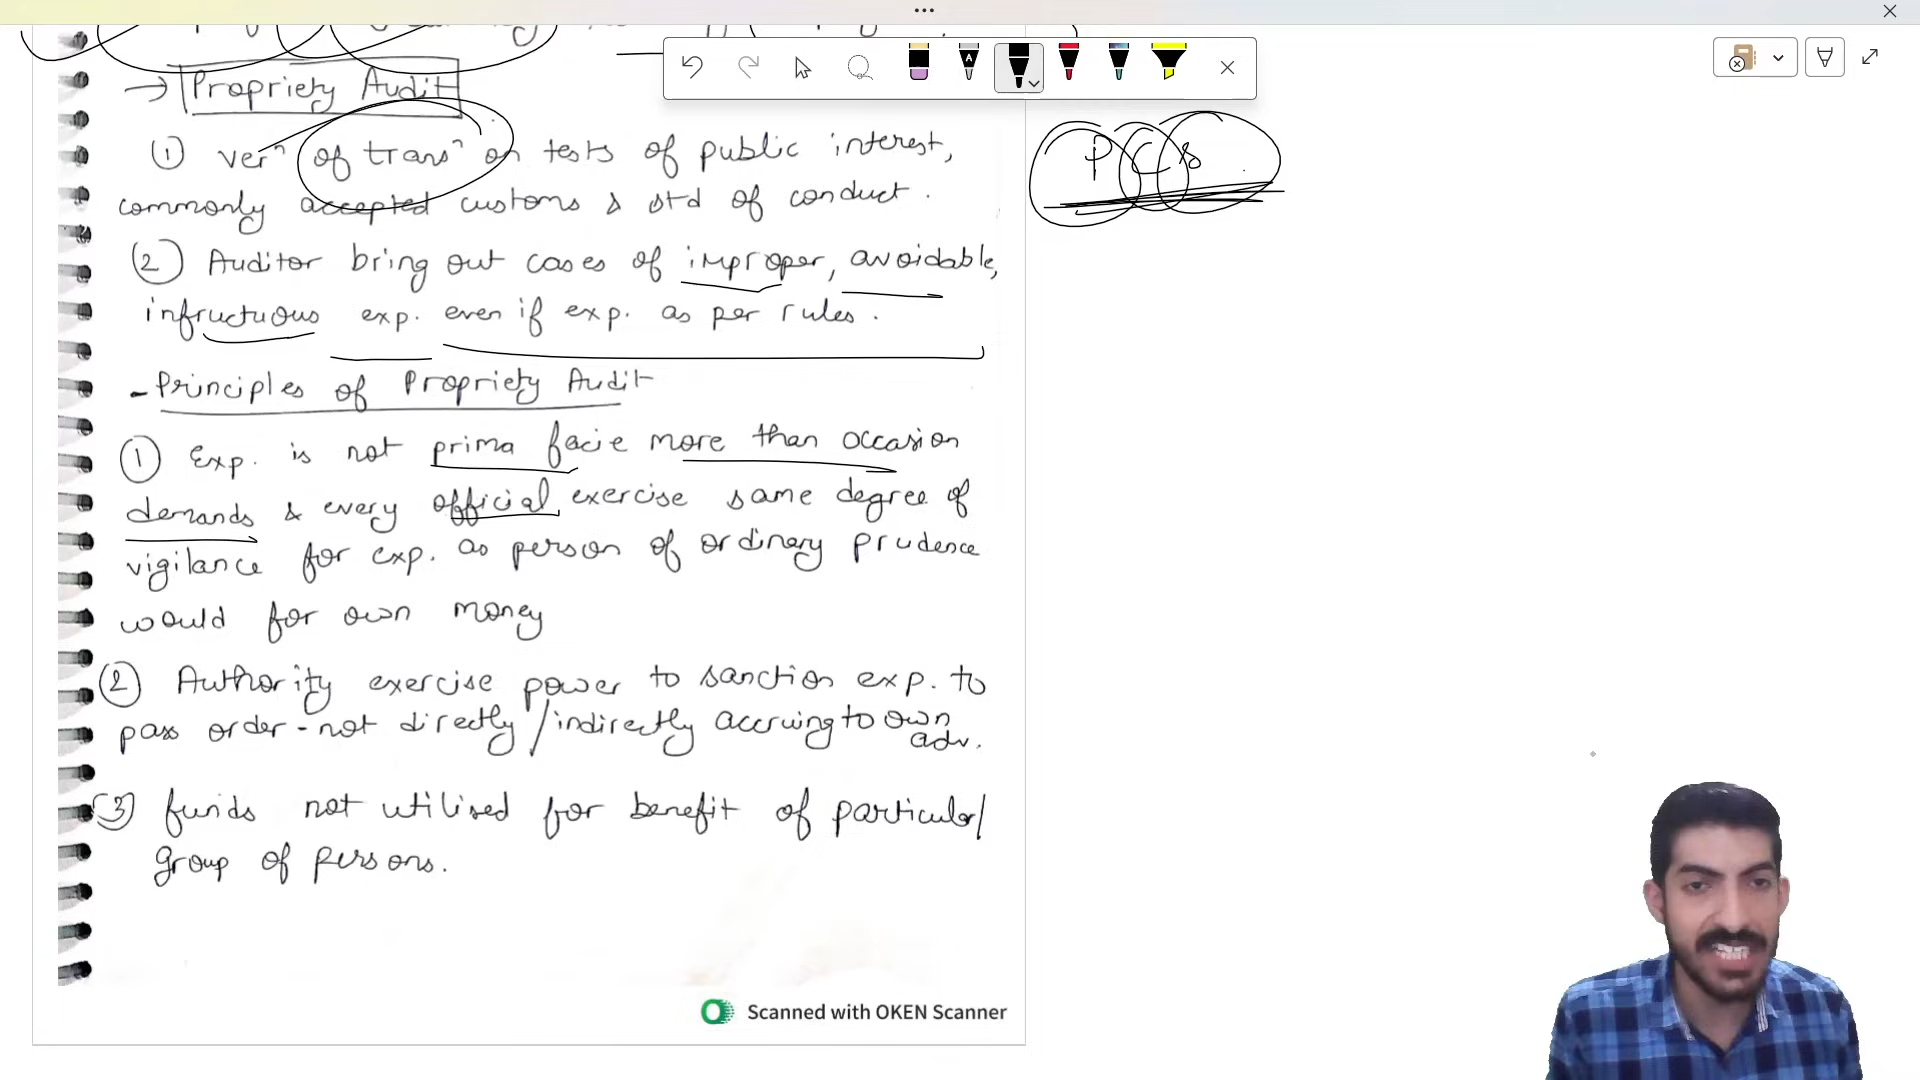 → Propriety Audit
① verⁿ of transⁿ on tests of public interest,
commonly accepted customs & std of conduct.
② Auditor bring out cases of improper, avoidable,
infructuous exp. even if exp. as per rules.
- Principles of Propriety Audit
① Exp. is not prima facie more than occasion
demands & every official exercise same degree of
vigilance for exp. as person of ordinary prudence
would for own money
② Authority exercise power to sanction exp. to
pass order - not directly/indirectly accruing to own
adv.
③ funds not utilised for benefit of particular/
group of persons.
Scanned with OKEN Scanner
P C S